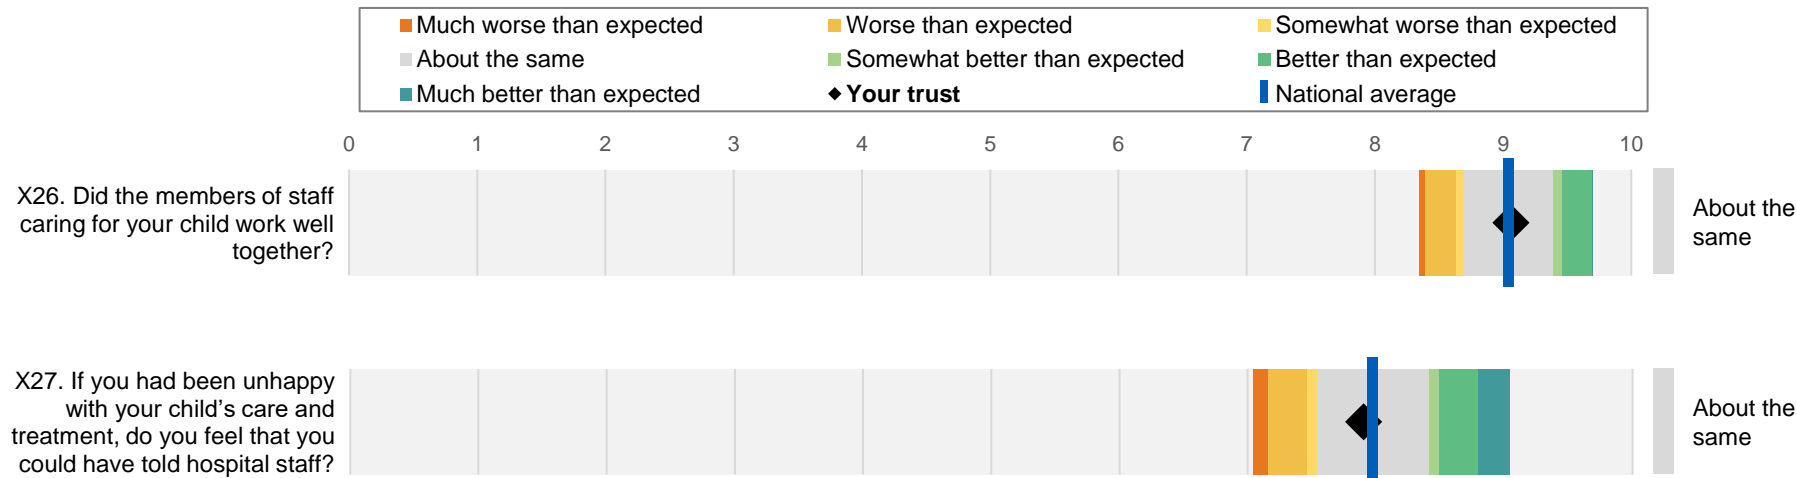 Much worse than expected
Worse than expected
Somewhat worse than expected
About the same
Somewhat better than expected
Better than expected
Much better than expected
Your trust
National average
0 1 2 3 4 5 6 7 8 9 10
X26. Did the members of staff
caring for your child work well
together?
About the
same
X27. If you had been unhappy
with your child’s care and
treatment, do you feel that you
could have told hospital staff?
About the
same